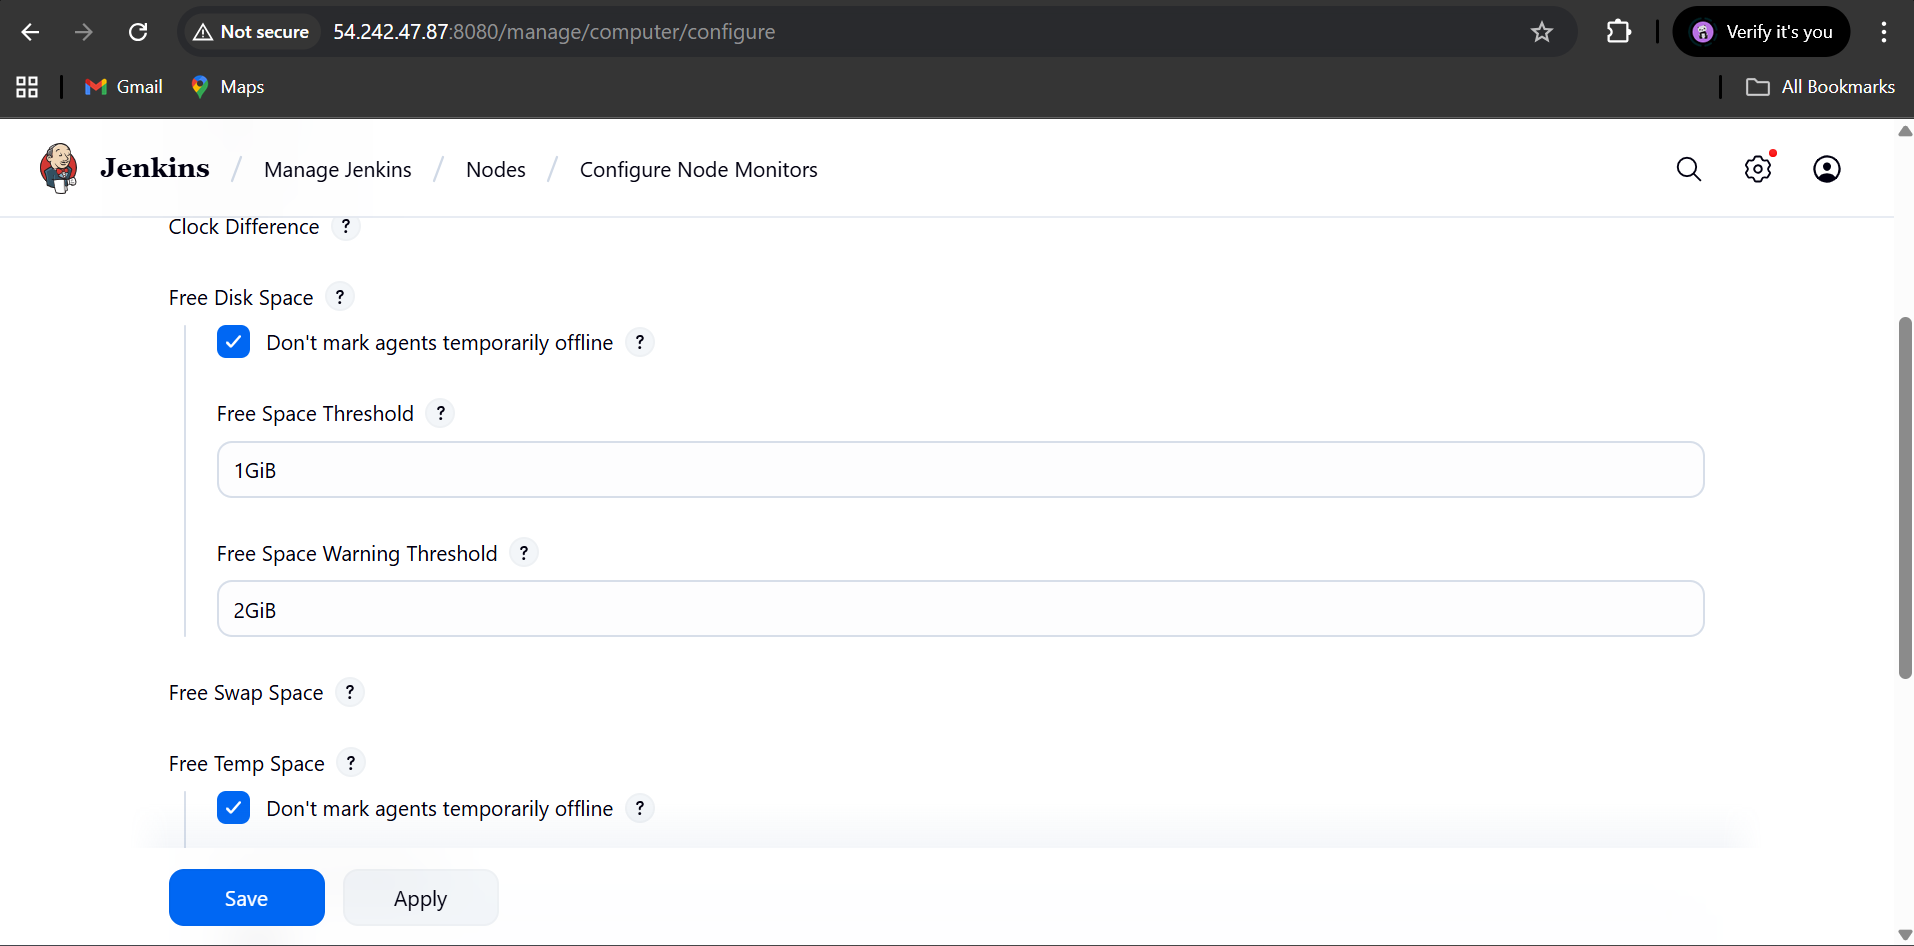 Not secure 54.242.47.87:8080/manage/computer/configure Verify it's you
Gmail Maps All Bookmarks
Jenkins / Manage Jenkins / Nodes / Configure Node Monitors
Clock Difference ?
Free Disk Space ?
Don't mark agents temporarily offline ?
Free Space Threshold ?
1GiB
Free Space Warning Threshold ?
2GiB
Free Swap Space ?
Free Temp Space ?
Don't mark agents temporarily offline ?
Save Apply